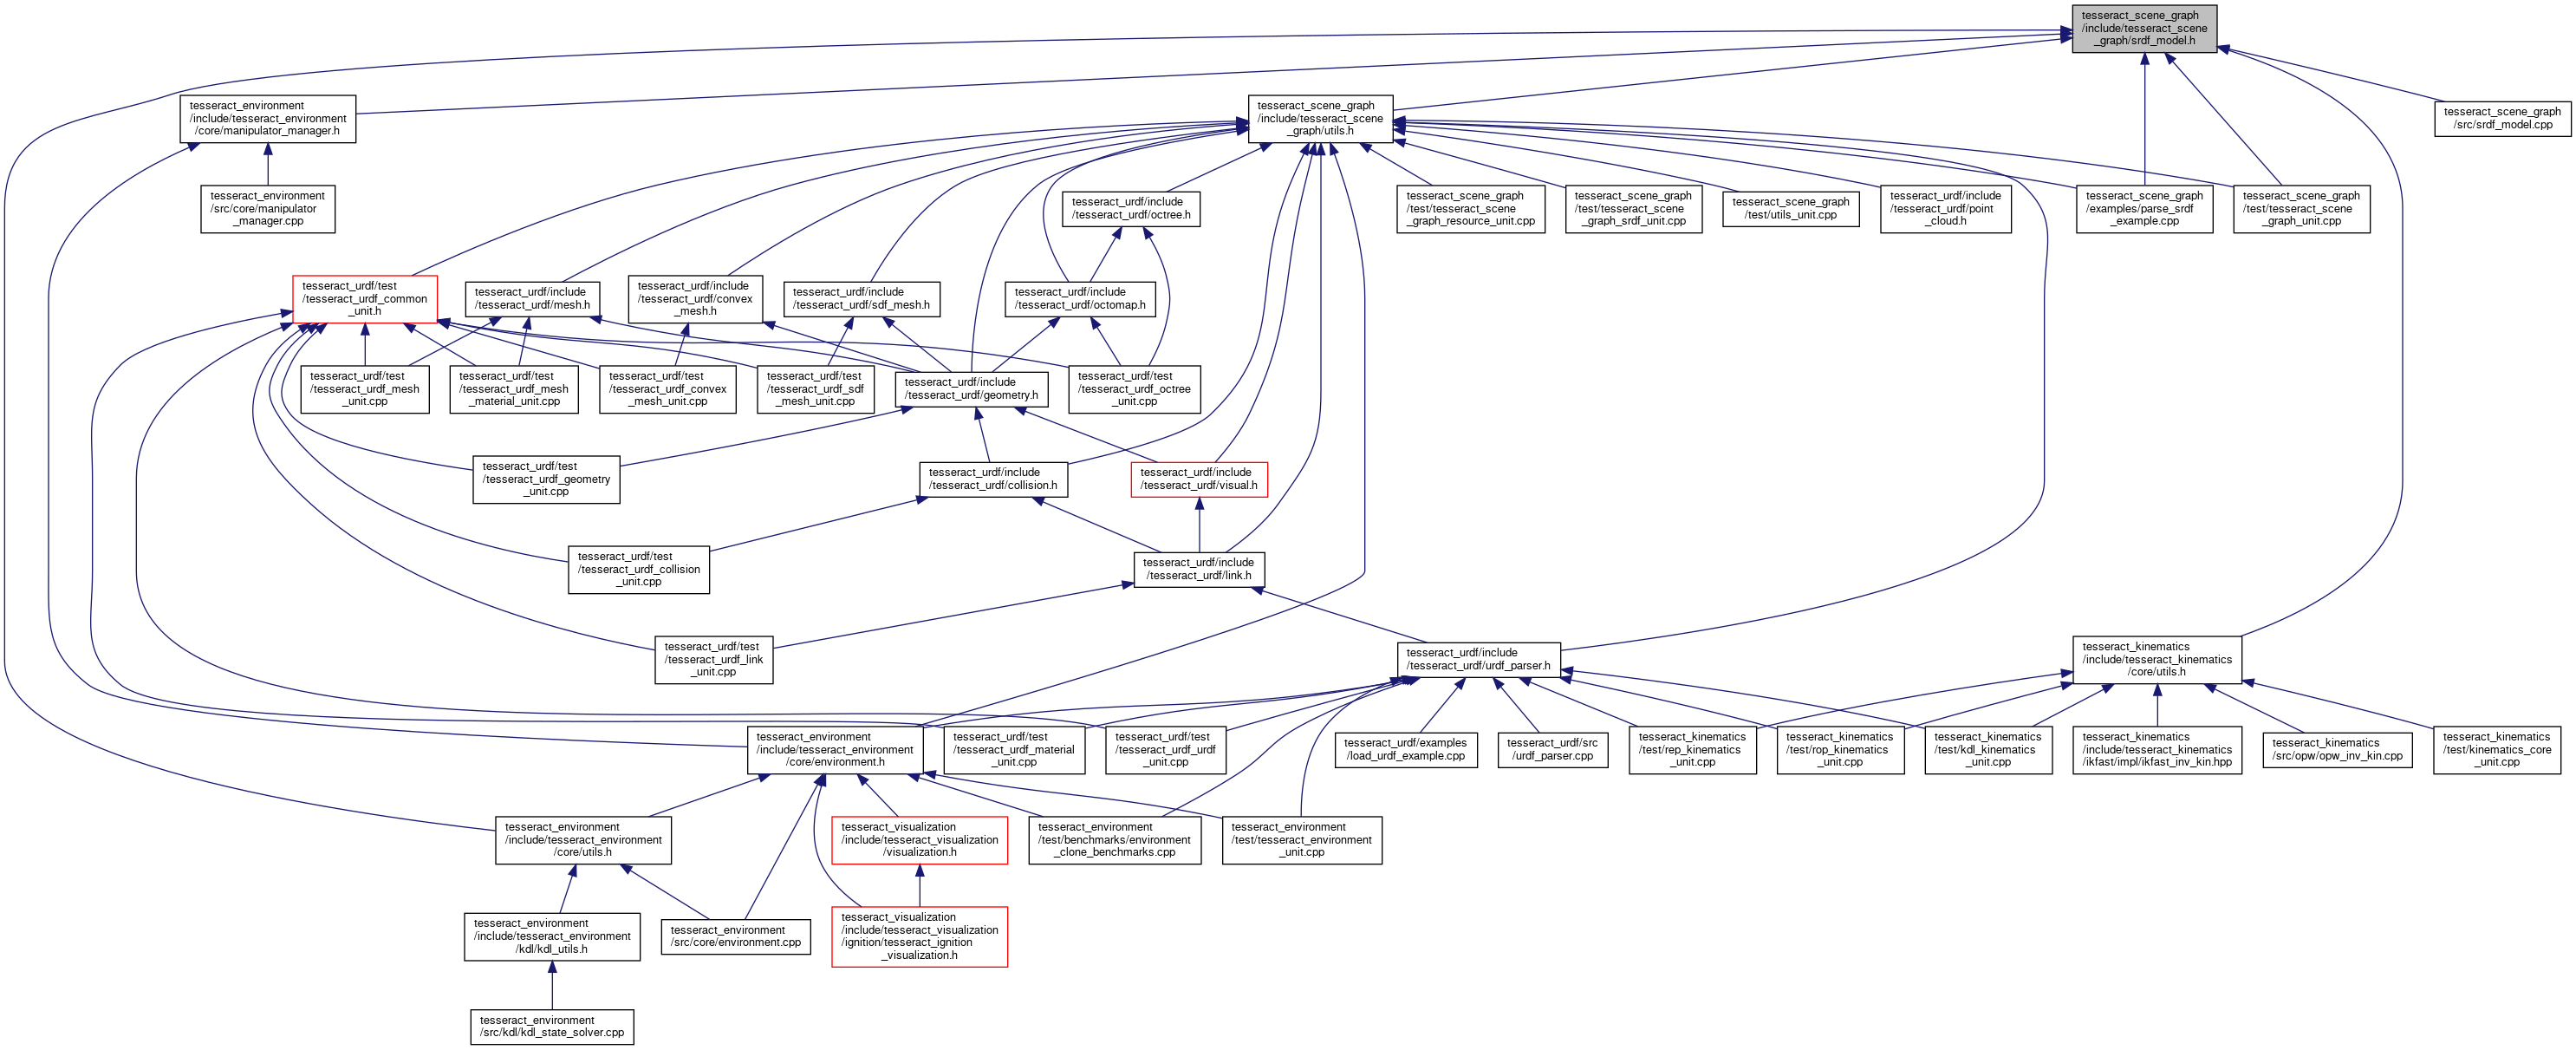 tesseract_scene_graph
/include/tesseract_scene
_graph/srdf_model.h
tesseract_environment
/include/tesseract_environment
/core/manipulator_manager.h
tesseract_scene_graph
/include/tesseract_scene
_graph/utils.h
tesseract_scene_graph
/src/srdf_model.cpp
tesseract_environment
/src/core/manipulator
_manager.cpp
tesseract_urdf/include
/tesseract_urdf/octree.h
tesseract_scene_graph
/test/tesseract_scene
_graph_resource_unit.cpp
tesseract_scene_graph
/test/tesseract_scene
_graph_srdf_unit.cpp
tesseract_scene_graph
/test/utils_unit.cpp
tesseract_urdf/include
/tesseract_urdf/point
_cloud.h
tesseract_scene_graph
/examples/parse_srdf
_example.cpp
tesseract_scene_graph
/test/tesseract_scene
_graph_unit.cpp
tesseract_urdf/test
/tesseract_urdf_common
_unit.h
tesseract_urdf/include
/tesseract_urdf/mesh.h
tesseract_urdf/include
/tesseract_urdf/convex
_mesh.h
tesseract_urdf/include
/tesseract_urdf/sdf_mesh.h
tesseract_urdf/include
/tesseract_urdf/octomap.h
tesseract_urdf/test
/tesseract_urdf_mesh
_unit.cpp
tesseract_urdf/test
/tesseract_urdf_mesh
_material_unit.cpp
tesseract_urdf/test
/tesseract_urdf_convex
_mesh_unit.cpp
tesseract_urdf/test
/tesseract_urdf_sdf
_mesh_unit.cpp
tesseract_urdf/include
/tesseract_urdf/geometry.h
tesseract_urdf/test
/tesseract_urdf_octree
_unit.cpp
tesseract_urdf/test
/tesseract_urdf_geometry
_unit.cpp
tesseract_urdf/include
/tesseract_urdf/collision.h
tesseract_urdf/include
/tesseract_urdf/visual.h
tesseract_urdf/test
/tesseract_urdf_collision
_unit.cpp
tesseract_urdf/include
/tesseract_urdf/link.h
tesseract_urdf/test
/tesseract_urdf_link
_unit.cpp
tesseract_urdf/include
/tesseract_urdf/urdf_parser.h
tesseract_kinematics
/include/tesseract_kinematics
/core/utils.h
tesseract_environment
/include/tesseract_environment
/core/environment.h
tesseract_urdf/test
/tesseract_urdf_material
_unit.cpp
tesseract_urdf/test
/tesseract_urdf_urdf
_unit.cpp
tesseract_urdf/examples
/load_urdf_example.cpp
tesseract_urdf/src
/urdf_parser.cpp
tesseract_kinematics
/test/rep_kinematics
_unit.cpp
tesseract_kinematics
/test/rop_kinematics
_unit.cpp
tesseract_kinematics
/test/kdl_kinematics
_unit.cpp
tesseract_kinematics
/include/tesseract_kinematics
/ikfast/impl/ikfast_inv_kin.hpp
tesseract_kinematics
/src/opw/opw_inv_kin.cpp
tesseract_kinematics
/test/kinematics_core
_unit.cpp
tesseract_environment
/include/tesseract_environment
/core/utils.h
tesseract_visualization
/include/tesseract_visualization
/visualization.h
tesseract_environment
/test/benchmarks/environment
_clone_benchmarks.cpp
tesseract_environment
/test/tesseract_environment
_unit.cpp
tesseract_environment
/include/tesseract_environment
/kdl/kdl_utils.h
tesseract_environment
/src/core/environment.cpp
tesseract_visualization
/include/tesseract_visualization
/ignition/tesseract_ignition
_visualization.h
tesseract_environment
/src/kdl/kdl_state_solver.cpp